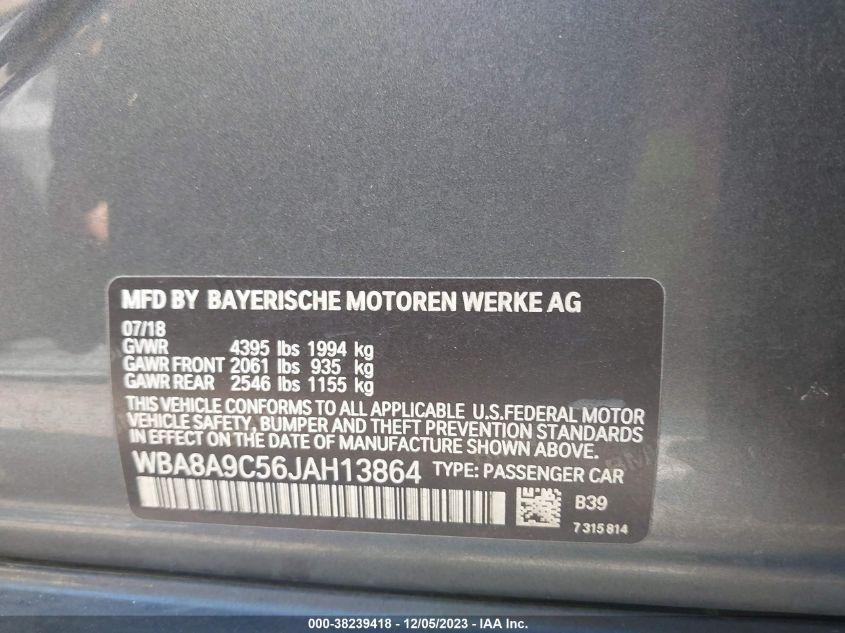 MFD BY BAYERISCHE MOTOREN WERKE AG
07/18
GVWR 4395 lbs 1994 kg
GAWR FRONT 2061 lbs 935 kg
GAWR REAR 2546 lbs 1155 kg
THIS VEHICLE CONFORMS TO ALL APPLICABLE U.S.FEDERAL MOTOR
VEHICLE SAFETY, BUMPER AND THEFT PREVENTION STANDARDS
IN EFFECT ON THE DATE OF MANUFACTURE SHOWN ABOVE.
WBA8A9C56JAH13864 TYPE: PASSENGER CAR
B39
7 315 814
000-38239418 - 12/05/2023 - IAA Inc.